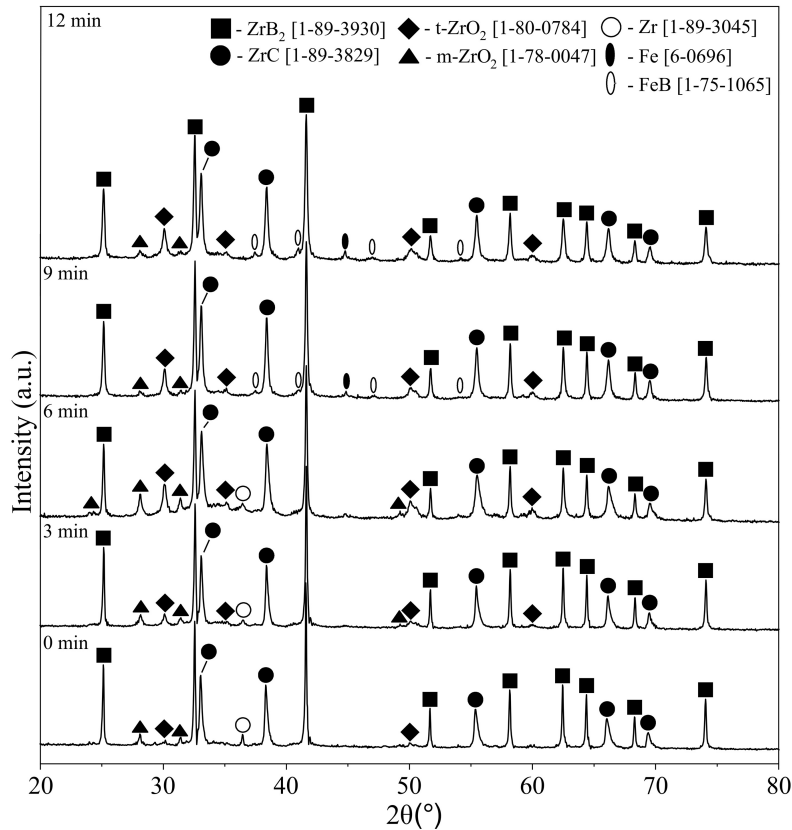 12 min
- ZrB2 [1-89-3930] - t-ZrO2 [1-80-0784] - Zr [1-89-3045]
- ZrC [1-89-3829] - m-ZrO2 [1-78-0047] - Fe [6-0696]
- FeB [1-75-1065]
9 min
6 min
3 min
0 min
Intensity (a.u.)
20 30 40 50 60 70 80
2θ(°)